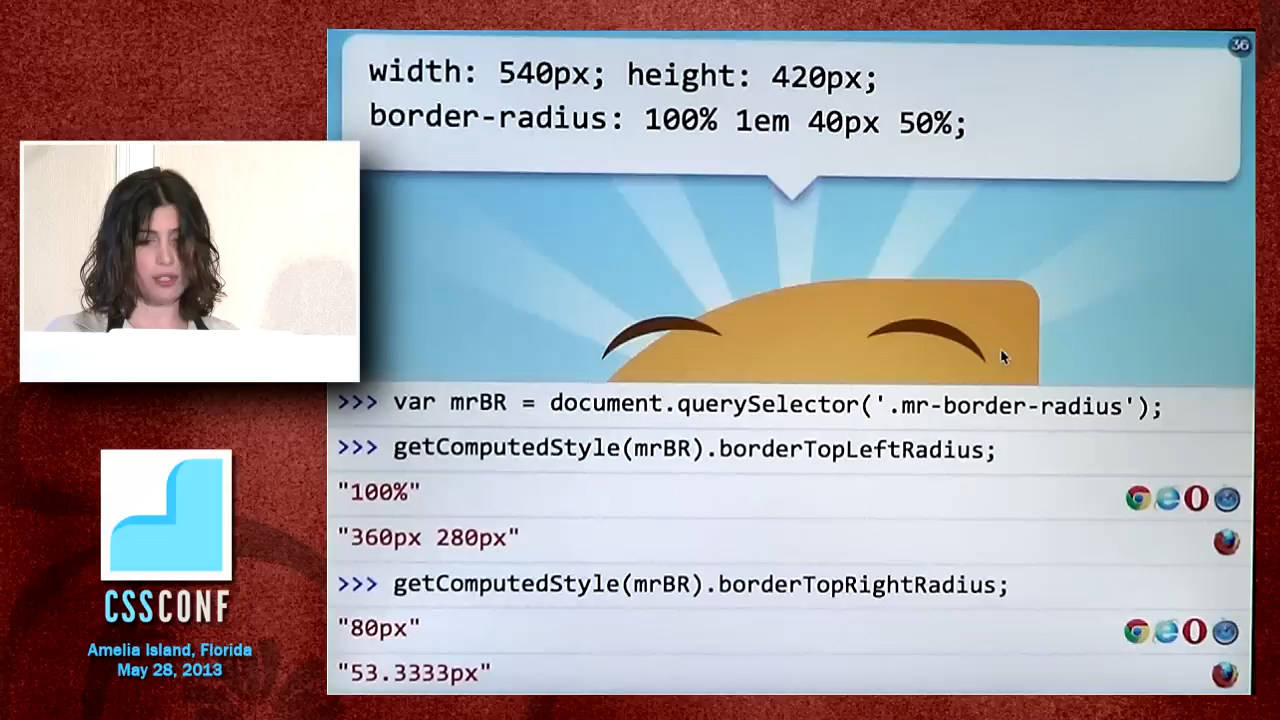 36
width: 540px; height: 420px;
border-radius: 100% 1em 40px 50%;
>>> var mrBR = document.querySelector('.mr-border-radius');
>>> getComputedStyle(mrBR).borderTopLeftRadius;
"100%"
"360px 280px"
>>> getComputedStyle(mrBR).borderTopRightRadius;
"80px"
"53.3333px"
CSSCONF
Amelia Island, Florida
May 28, 2013